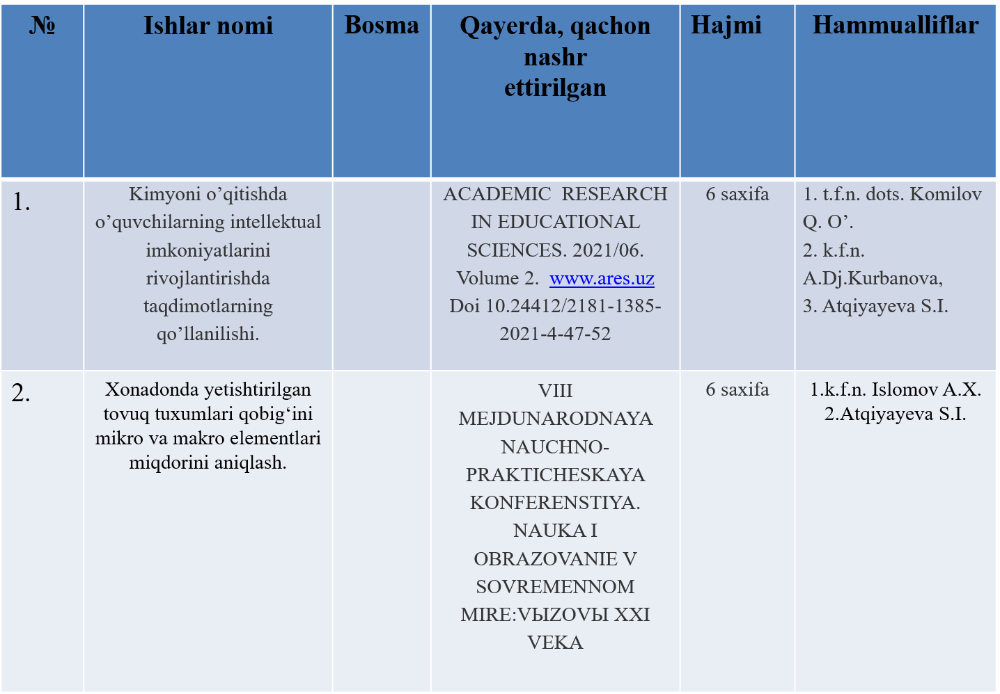 №
Ishlar nomi
Bosma
Qayerda, qachon
nashr
ettirilgan
Hajmi
Hammualliflar
1.
Kimyoni o’qitishda
o’quvchilarning intellektual
imkoniyatlarini
rivojlantirishda
taqdimotlarning
qo’llanilishi.
ACADEMIC RESEARCH
IN EDUCATIONAL
SCIENCES. 2021/06.
Volume 2. www.ares.uz
Doi 10.24412/2181-1385-
2021-4-47-52
6 saxifa
1. t.f.n. dots. Komilov
Q. O’.
2. k.f.n.
A.Dj.Kurbanova,
3. Atqiyayeva S.I.
2.
Xonadonda yetishtirilgan
tovuq tuxumlari qobig‘ini
mikro va makro elementlari
miqdorini aniqlash.
VIII
MEJDUNARODNAYA
NAUCHNO-
PRAKTICHESKAYA
KONFERENSTIYA.
NAUKA I
OBRAZOVANIE V
SOVREMENNOM
MIRE:VЫZOVЫ XXI
VEKA
6 saxifa
1.k.f.n. Islomov A.X.
2.Atqiyayeva S.I.